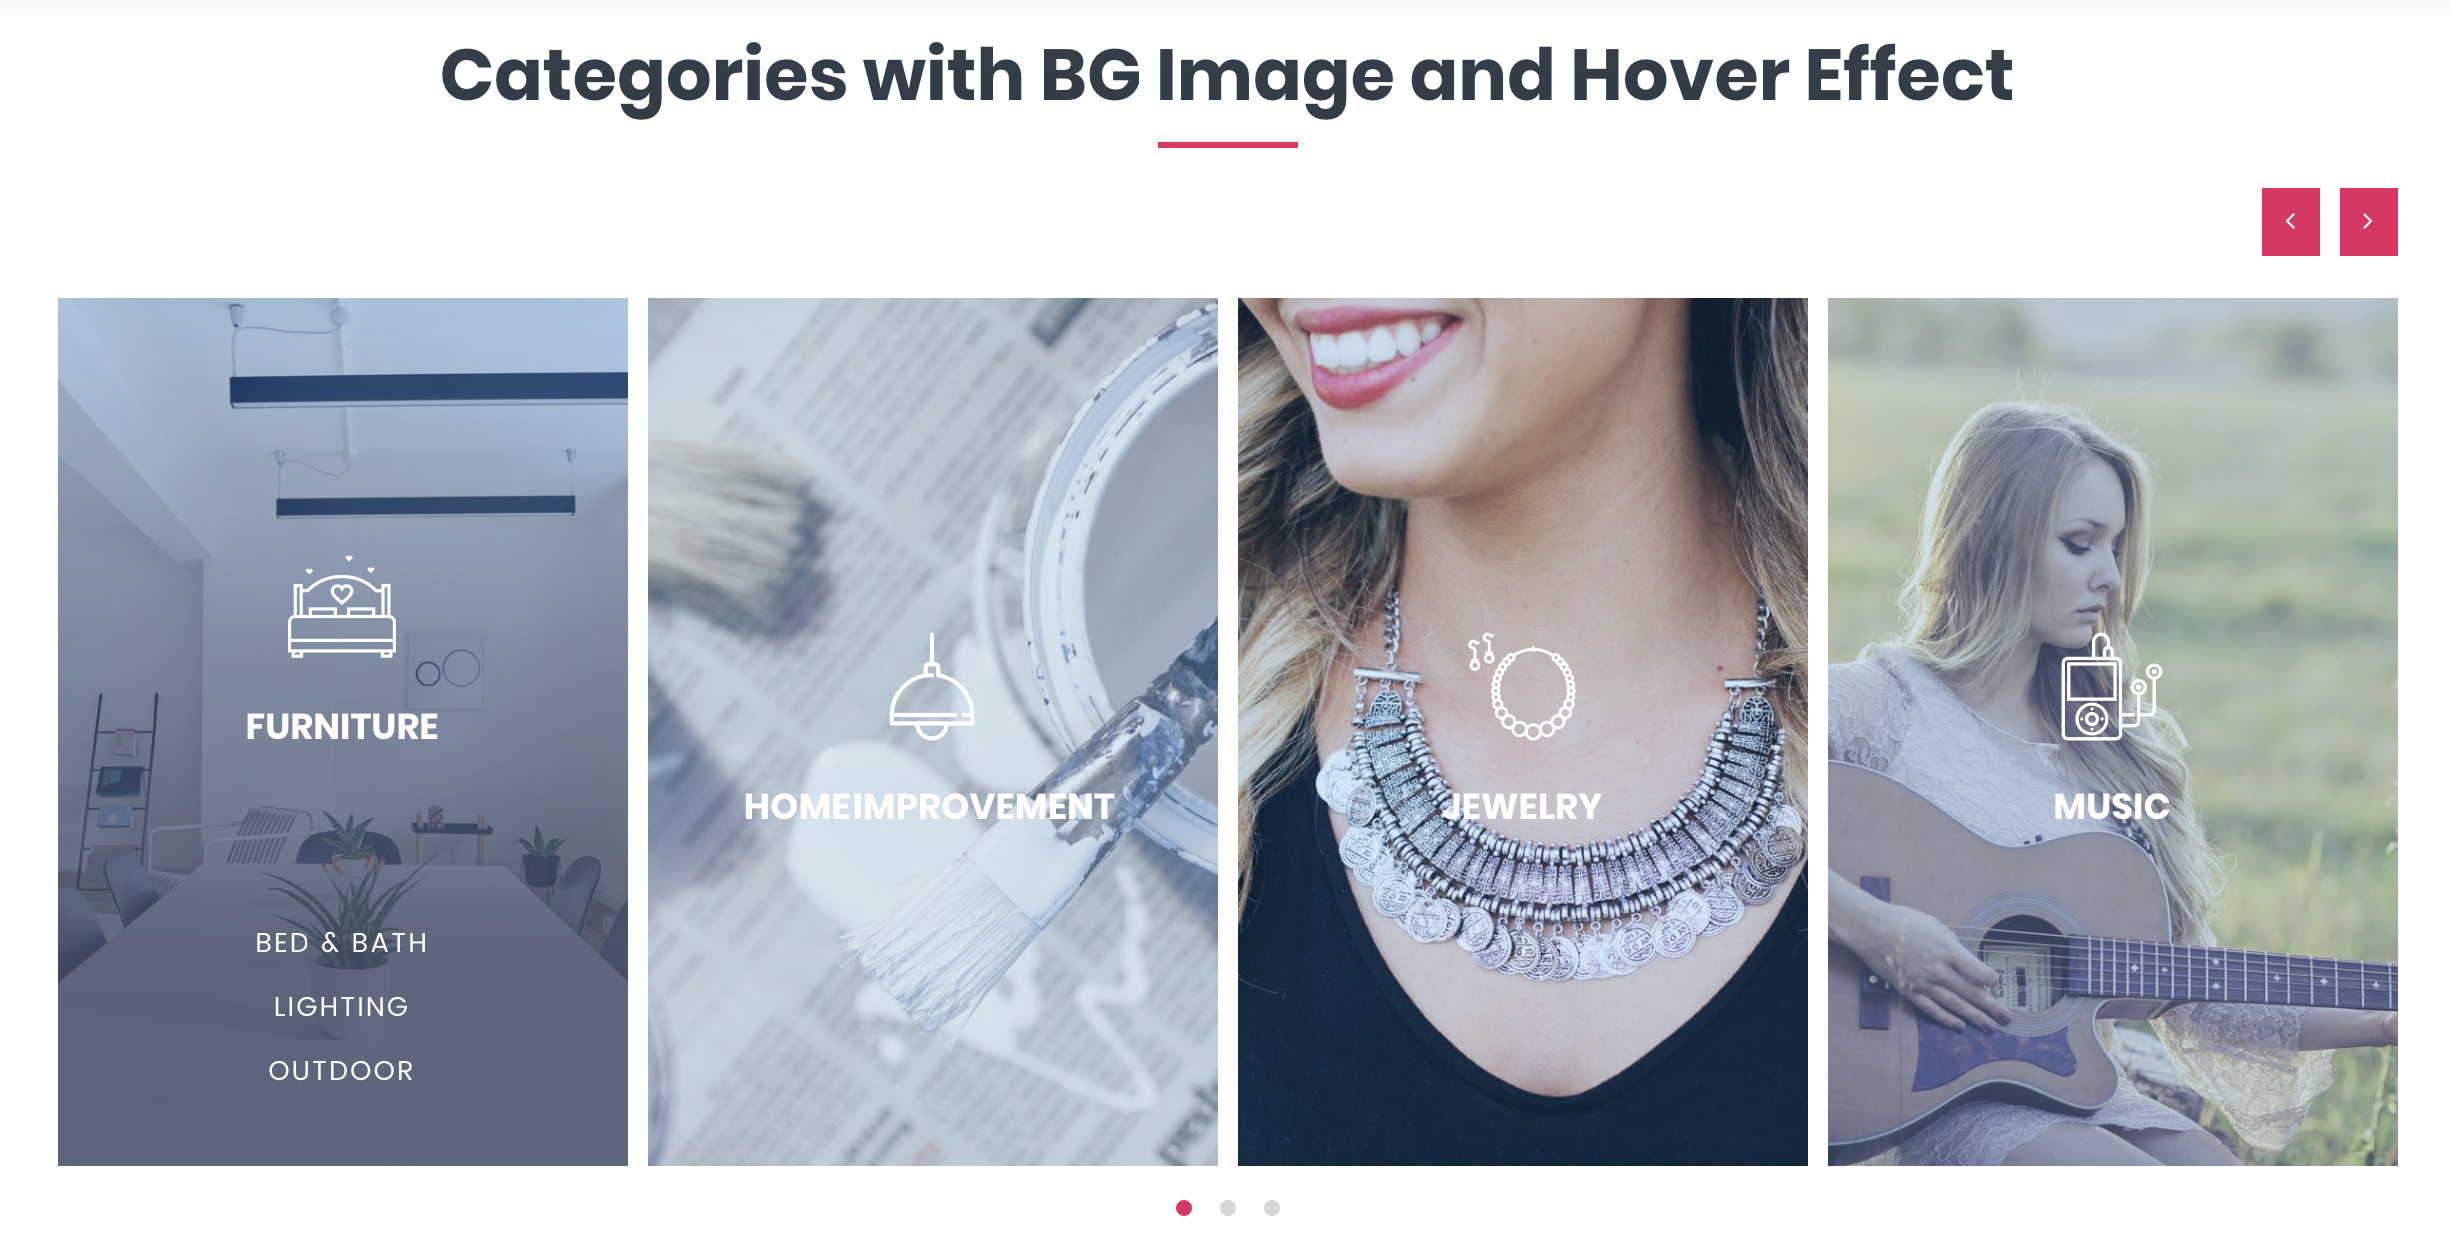 Categories with BG Image and Hover Effect
FURNITURE
BED & BATH
LIGHTING
OUTDOOR
HOMEIMPROVEMENT
JEWELRY
MUSIC